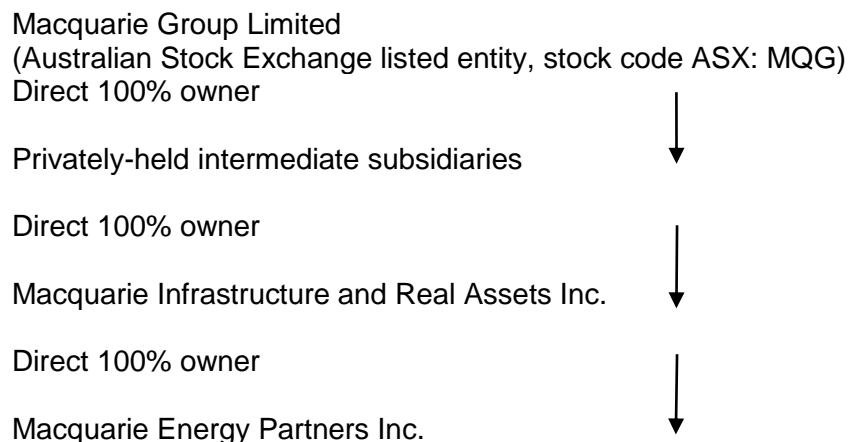 Macquarie Group Limited
(Australian Stock Exchange listed entity, stock code ASX: MQG)
Direct 100% owner
Privately-held intermediate subsidiaries
Direct 100% owner
Macquarie Infrastructure and Real Assets Inc.
Direct 100% owner
Macquarie Energy Partners Inc.